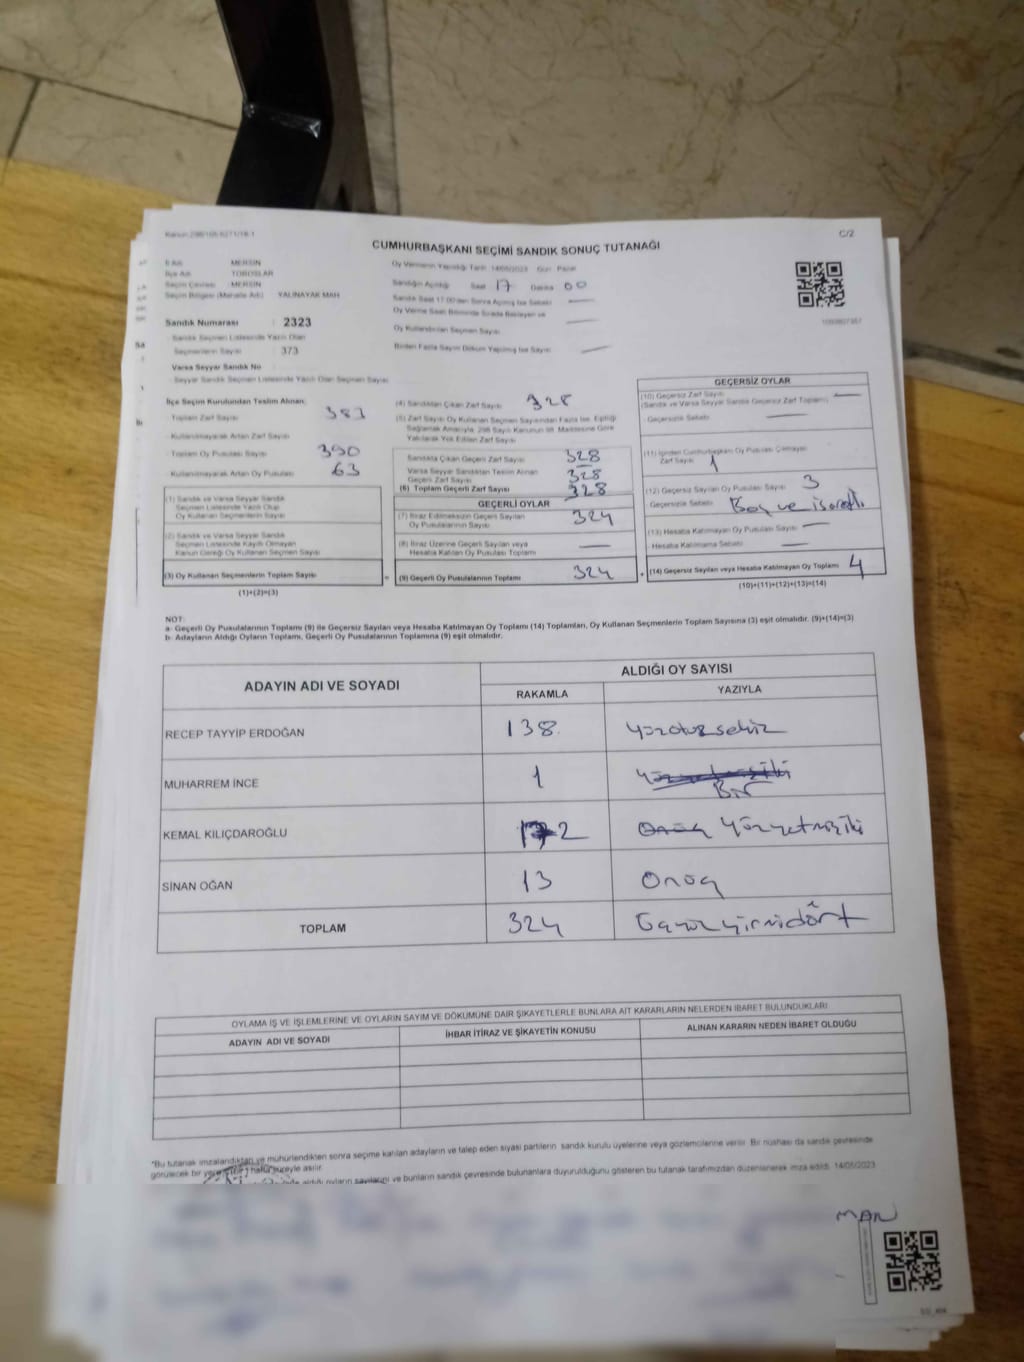 C/2
CUMHURBAŞKANI SEÇİMİ SANDIK SONUÇ TUTANAĞI
İl Adı : MERSİN
İlçe Adı : TOROSLAR
Seçim Çevresi : MERSİN
Seçim Bölgesi (Mahalle Adı) : YALINAYAK MAH
Sandık Numarası : 2323
Sandık Seçmen Listesinde Yazılı Olan
Seçmenlerin Sayısı : 373
Varsa Seyyar Sandık No
Seyyar Sandık Seçmen Listesinde Yazılı Olan Seçmen Sayısı
Oy Vermenin Yapıldığı Tarih 14/05/2023 Gün Pazar
Sandığın Açıldığı Saat 17 Dakika 00
Sandık Saat 17.00'den Sonra Açılmış İse Sebebi
Oy Verme Saati Bitiminde Sırada Bekleyen ve
Oy Kullandırılan Seçmen Sayısı
Birden Fazla Sayım Döküm Yapılmış İse Sayısı
İlçe Seçim Kurulundan Teslim Alınan;
Toplam Zarf Sayısı 383
Kullanılmayarak Artan Zarf Sayısı
Toplam Oy Pusulası Sayısı 390
Kullanılmayarak Artan Oy Pusulası 63
(1) Sandık ve Varsa Seyyar Sandık
Seçmen Listesinde Yazılı Olup
Oy Kullanan Seçmenlerin Sayısı
(2) Sandık ve Varsa Seyyar Sandık
Seçmen Listesinde Kayıtlı Olmayan
Kanun Gereği Oy Kullanan Seçmen Sayısı
(3) Oy Kullanan Seçmenlerin Toplam Sayısı
(1)+(2)=(3)
(4) Sandıktan Çıkan Zarf Sayısı 328
(5) Zarf Sayısı Oy Kullanan Seçmen Sayısından Fazla İse, Eşitliği
Sağlamak Amacıyla, 298 Sayılı Kanunun 98. Maddesine Göre
Yakılarak Yok Edilen Zarf Sayısı
Sandıkta Çıkan Geçerli Zarf Sayısı 328
Varsa Seyyar Sandıktan Teslim Alınan
Geçerli Zarf Sayısı 328
(6) Toplam Geçerli Zarf Sayısı 328
GEÇERLİ OYLAR
(7) İtiraz Edilmeksizin Geçerli Sayılan
Oy Pusulalarının Sayısı 324
(8) İtiraz Üzerine Geçerli Sayılan veya
Hesaba Katılan Oy Pusulası Toplamı
(9) Geçerli Oy Pusulalarının Toplamı 324
GEÇERSİZ OYLAR
(10) Geçersiz Zarf Sayısı
(Sandık ve Varsa Seyyar Sandık Geçersiz Zarf Toplamı)
Geçersizlik Sebebi
(11) İçinden Cumhurbaşkanı Oy Pusulası Çıkmayan
Zarf Sayısı 1
(12) Geçersiz Sayılan Oy Pusulası Sayısı 3
Geçersizlik Sebebi Boş ve işaretli
(13) Hesaba Katılmayan Oy Pusulası Sayısı
Hesaba Katılmama Sebebi
(14) Geçersiz Sayılan veya Hesaba Katılmayan Oy Toplamı 4
(10)+(11)+(12)+(13)=(14)
NOT:
a- Geçerli Oy Pusulalarının Toplamı (9) ile Geçersiz Sayılan veya Hesaba Katılmayan Oy Toplamı (14) Toplamları, Oy Kullanan Seçmenlerin Toplam Sayısına (3) eşit olmalıdır. (9)+(14)=(3)
b- Adayların Aldığı Oyların Toplamı, Geçerli Oy Pusulalarının Toplamına (9) eşit olmalıdır.
ADAYIN ADI VE SOYADI
ALDIĞI OY SAYISI
RAKAMLA YAZIYLA
RECEP TAYYİP ERDOĞAN 138 yüzotuzsekiz
MUHARREM İNCE 1 Bir
KEMAL KILIÇDAROĞLU 172 Onüç yüzyetmişiki
SİNAN OĞAN 13 Onüç
TOPLAM 324 üçyüzyirmidört
OYLAMA İŞ VE İŞLEMLERİNE VE OYLARIN SAYIM VE DÖKÜMÜNE DAİR ŞİKAYETLERLE BUNLARA AİT KARARLARIN NELERDEN İBARET BULUNDUKLARI
ADAYIN ADI VE SOYADI İHBAR İTİRAZ VE ŞİKAYETİN KONUSU ALINAN KARARIN NEDEN İBARET OLDUĞU
*Bu tutanak imzalandıktan ve mühürlendikten sonra seçime katılan adayların ve talep eden siyasi partilerin sandık kurulu üyelerine veya gözlemcilerine verilir. Bir nüshası da sandık çevresinde
görülecek bir yere bir hafta süreyle asılır.
aldığı oyların sayılarını ve bunların sandık çevresinde bulunanlara duyurulduğunu gösteren bu tutanak tarafımızdan düzenlenerek imza edildi. 14/05/2023
MAN